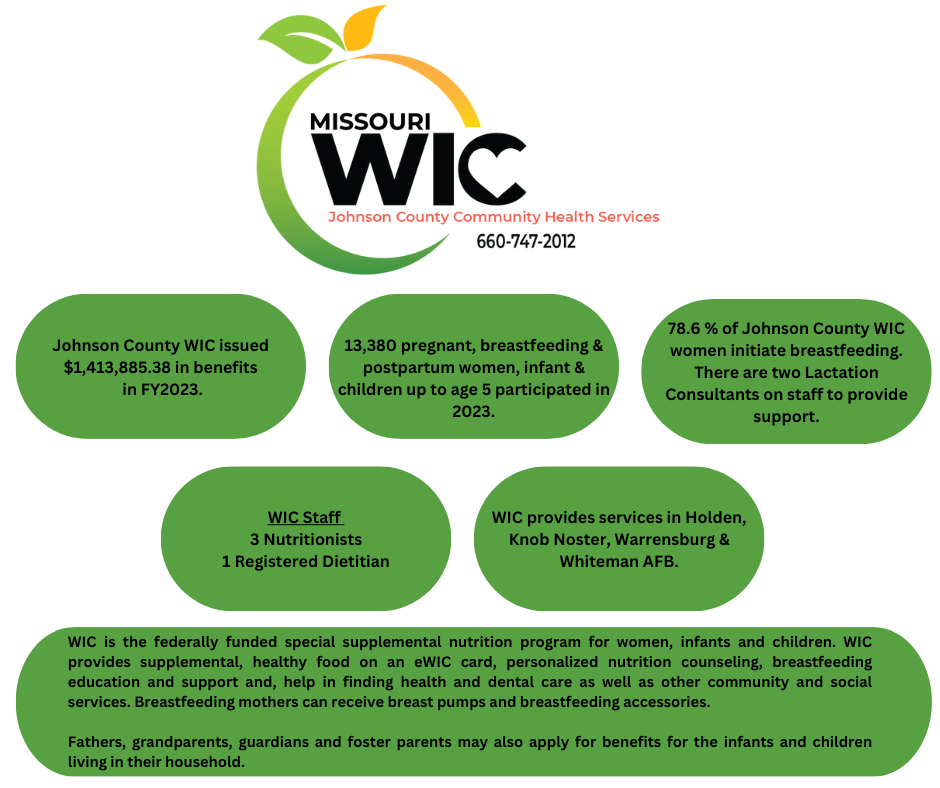 MISSOURI
WIC
Johnson County Community Health Services
660-747-2012
Johnson County WIC issued
$1,413,885.38 in benefits
in FY2023.
13,380 pregnant, breastfeeding &
postpartum women, infant &
children up to age 5 participated in
2023.
78.6 % of Johnson County WIC
women initiate breastfeeding.
There are two Lactation
Consultants on staff to provide
support.
WIC Staff
3 Nutritionists
1 Registered Dietitian
WIC provides services in Holden,
Knob Noster, Warrensburg &
Whiteman AFB.
WIC is the federally funded special supplemental nutrition program for women, infants and children. WIC
provides supplemental, healthy food on an eWIC card, personalized nutrition counseling, breastfeeding
education and support and, help in finding health and dental care as well as other community and social
services. Breastfeeding mothers can receive breast pumps and breastfeeding accessories.
Fathers, grandparents, guardians and foster parents may also apply for benefits for the infants and children
living in their household.